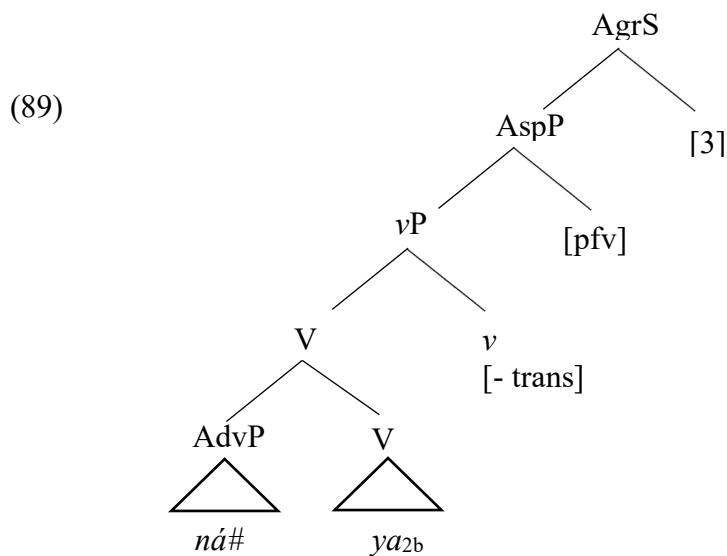 AgrS
(89)
AspP
[3]
vP
[pfv]
V
v
[- trans]
AdvP V
ná# ya2b